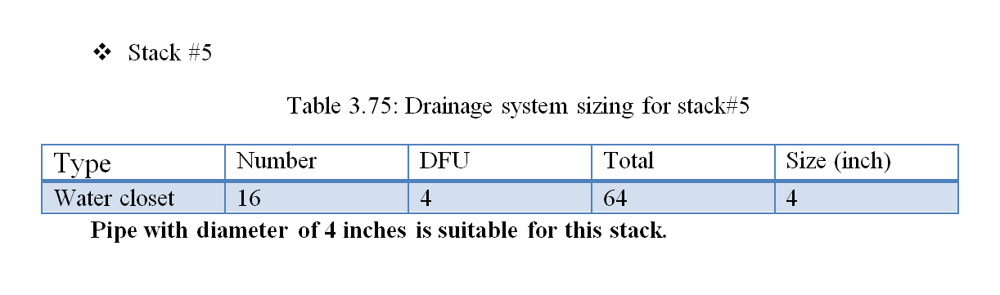 ❖ Stack #5
Table 3.75: Drainage system sizing for stack#5
Type Number DFU Total Size (inch)
Water closet 16 4 64 4
Pipe with diameter of 4 inches is suitable for this stack.